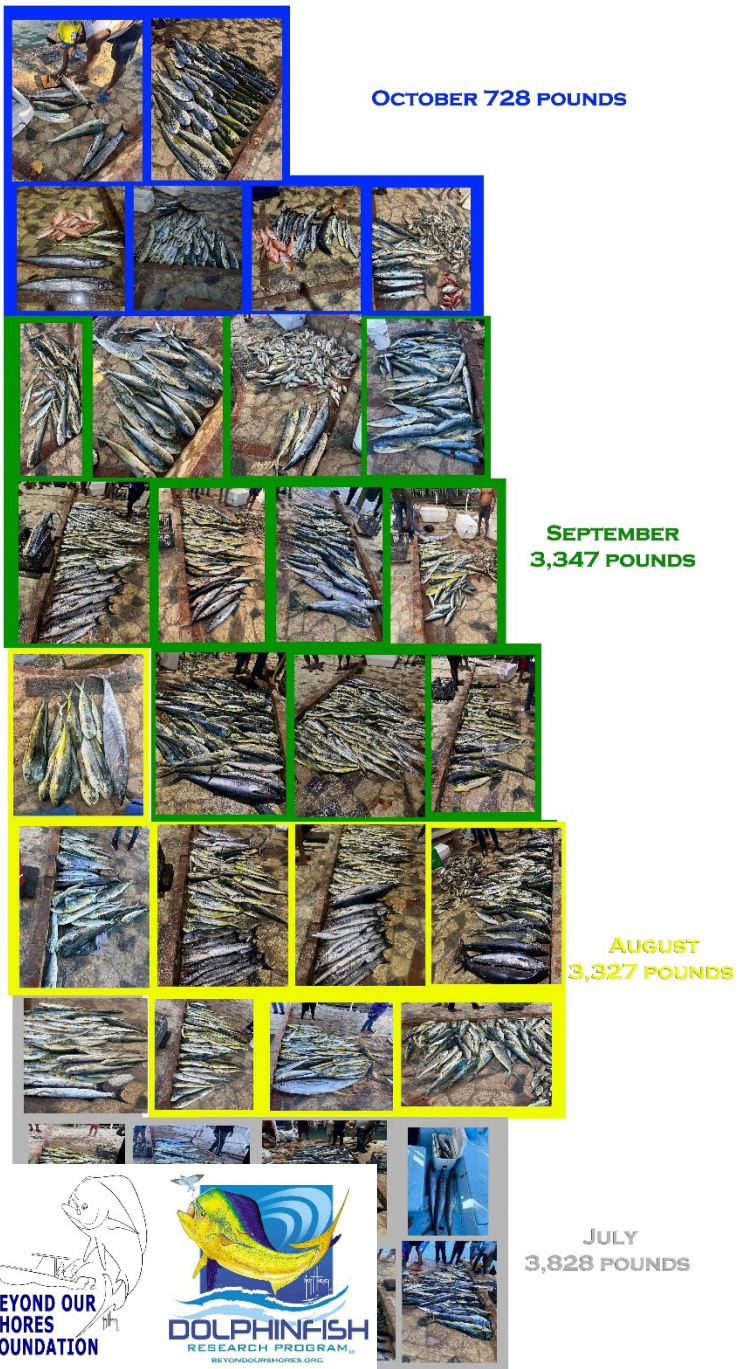 OCTOBER 728 POUNDS
SEPTEMBER
3,347 POUNDS
AUGUST
3,327 POUNDS
JULY
3,828 POUNDS
EYOND OUR
HORES
OUNDATION
DOLPHINFISH
RESEARCH PROGRAM
BEYONDOURSHORES.ORG